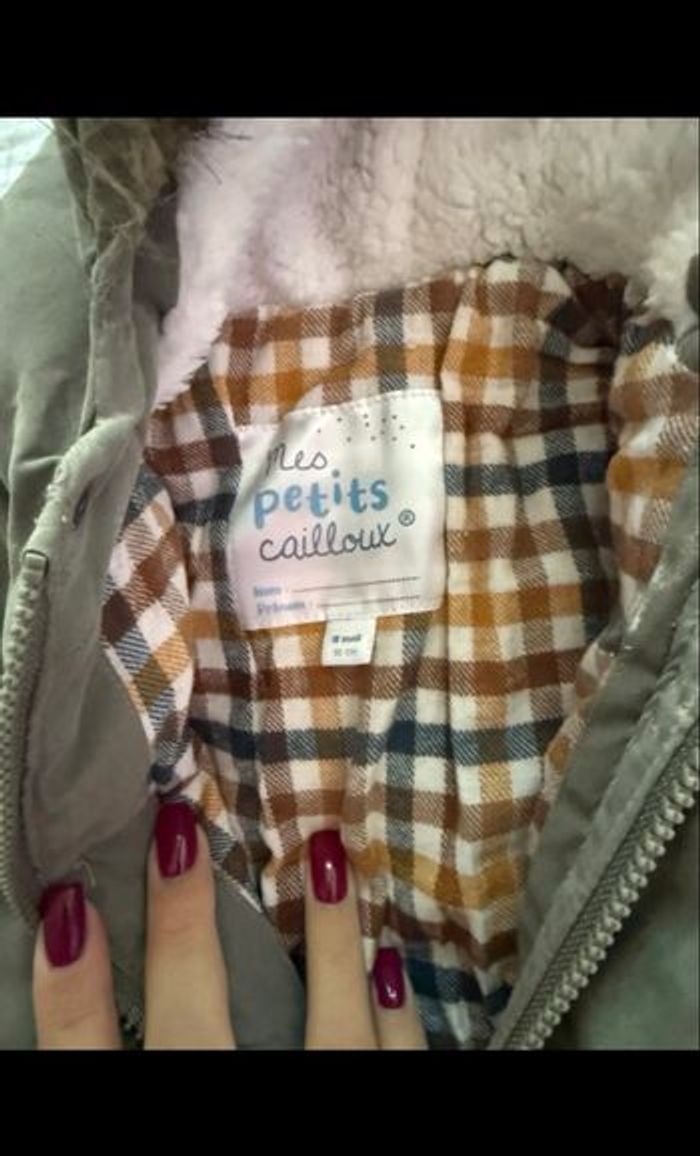 Mes
petits
cailloux®
Nom :
Prénom :